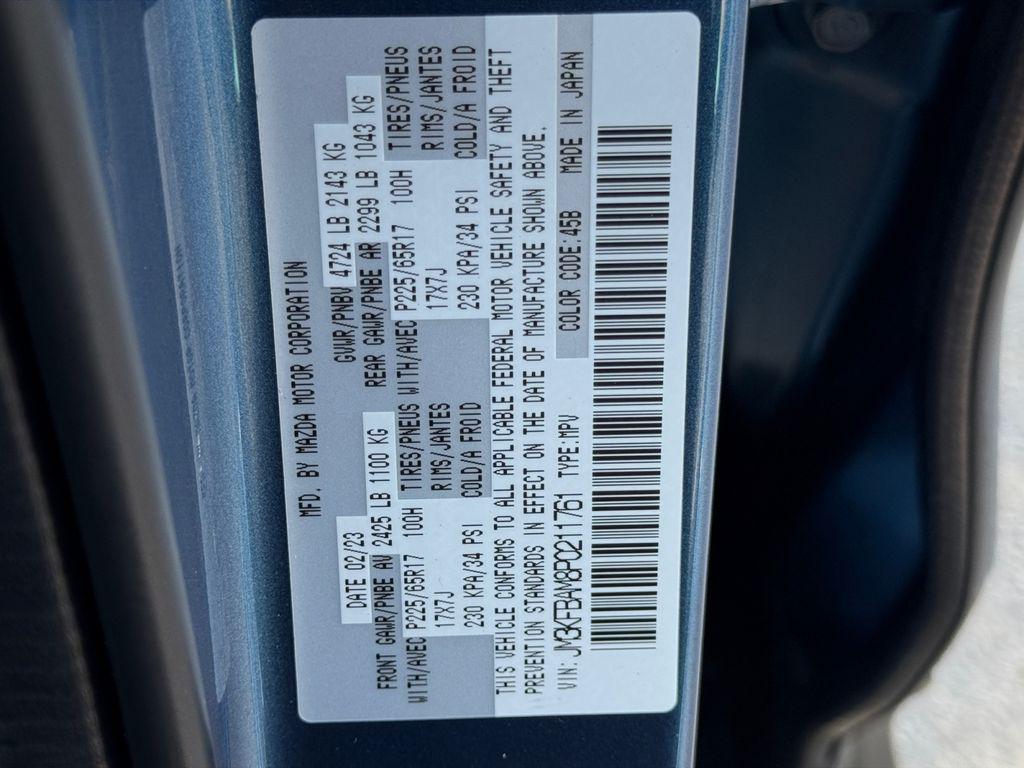 MFD. BY MAZDA MOTOR CORPORATION
DATE 02/23 GVWR/PNBV 4724 LB 2143 KG
FRONT GAWR/PNBE AV 2425 LB 1100 KG REAR GAWR/PNBE AR 2299 LB 1043 KG
WITH/AVEC P225/65R17 100H TIRES/PNEUS WITH/AVEC P225/65R17 100H TIRES/PNEUS
17X7J RIMS/JANTES 17X7J RIMS/JANTES
230 KPA/34 PSI COLD/A FROID 230 KPA/34 PSI COLD/A FROID
THIS VEHICLE CONFORMS TO ALL APPLICABLE FEDERAL MOTOR VEHICLE SAFETY AND THEFT
PREVENTION STANDARDS IN EFFECT ON THE DATE OF MANUFACTURE SHOWN ABOVE.
VIN: JM3KFBAM8P0211761 TYPE:MPV COLOR CODE:45B MADE IN JAPAN